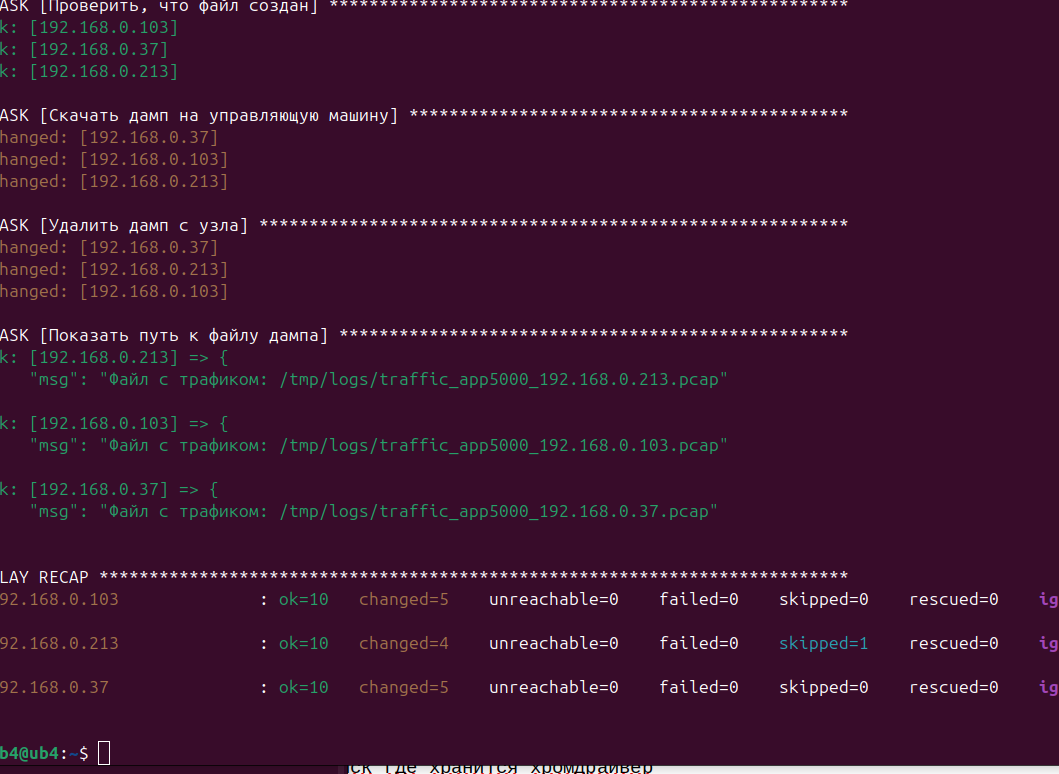 ASK [Проверить, что файл создан] ****************************************************
k: [192.168.0.103]
k: [192.168.0.37]
k: [192.168.0.213]
ASK [Скачать дамп на управляющую машину] ********************************************
hanged: [192.168.0.37]
hanged: [192.168.0.103]
hanged: [192.168.0.213]
ASK [Удалить дамп с узла] ***********************************************************
hanged: [192.168.0.37]
hanged: [192.168.0.213]
hanged: [192.168.0.103]
ASK [Показать путь к файлу дампа] ***************************************************
k: [192.168.0.213] => {
"msg": "Файл с трафиком: /tmp/logs/traffic_app5000_192.168.0.213.pcap"
k: [192.168.0.103] => {
"msg": "Файл с трафиком: /tmp/logs/traffic_app5000_192.168.0.103.pcap"
k: [192.168.0.37] => {
"msg": "Файл с трафиком: /tmp/logs/traffic_app5000_192.168.0.37.pcap"
LAY RECAP ***************************************************************************
92.168.0.103 : ok=10 changed=5 unreachable=0 failed=0 skipped=0 rescued=0 ig
92.168.0.213 : ok=10 changed=4 unreachable=0 failed=0 skipped=1 rescued=0 ig
92.168.0.37 : ok=10 changed=5 unreachable=0 failed=0 skipped=0 rescued=0 ig
b4@ub4:~$
где хранится хромдрайвер